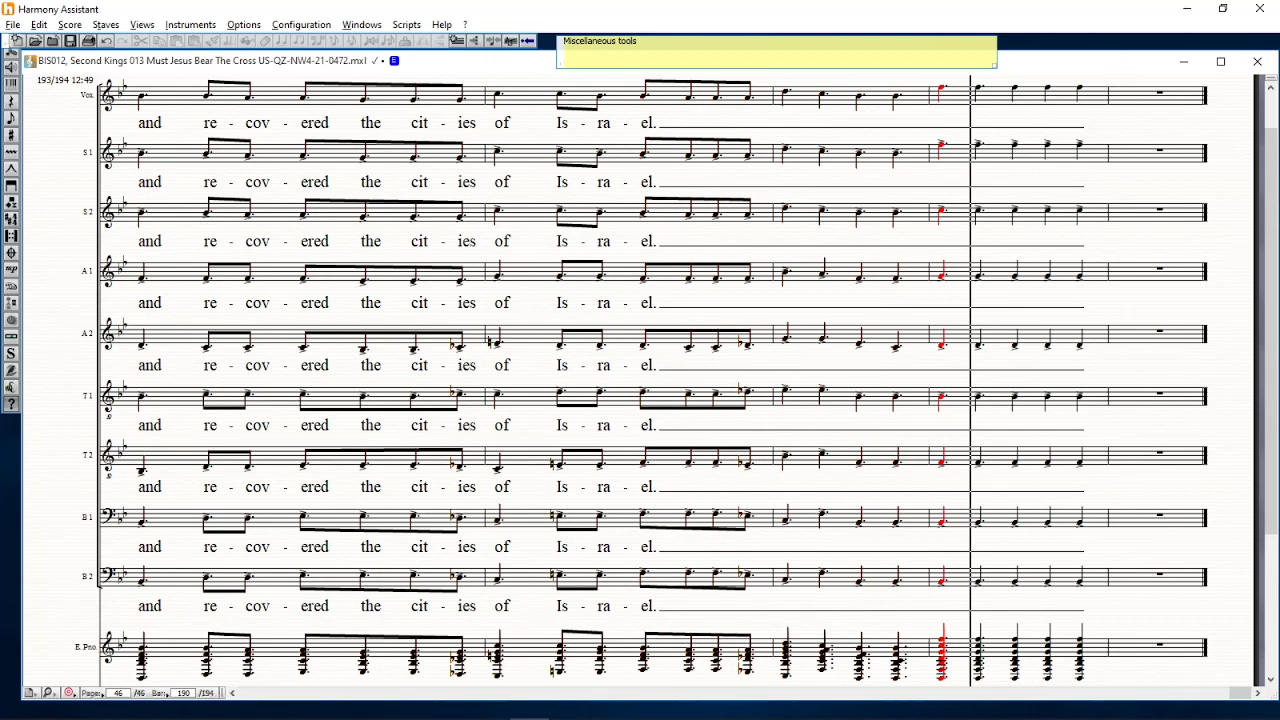 Harmony Assistant
File Edit Score Staves Views Instruments Options Configuration Windows Scripts Help ?
Miscellaneous tools
BIS012, Second Kings 013 Must Jesus Bear The Cross US-QZ-NW4-21-0472.mxl
193/194 12:49
Vox.
and re - cov - ered the cit - ies of Is - ra - el.
S 1
and re - cov - ered the cit - ies of Is - ra - el.
S 2
and re - cov - ered the cit - ies of Is - ra - el.
A 1
and re - cov - ered the cit - ies of Is - ra - el.
A 2
and re - cov - ered the cit - ies of Is - ra - el.
T 1
and re - cov - ered the cit - ies of Is - ra - el.
T 2
and re - cov - ered the cit - ies of Is - ra - el.
B 1
and re - cov - ered the cit - ies of Is - ra - el.
B 2
and re - cov - ered the cit - ies of Is - ra - el.
E. Pno.
Page: 46 /46 Bar: 190 /194